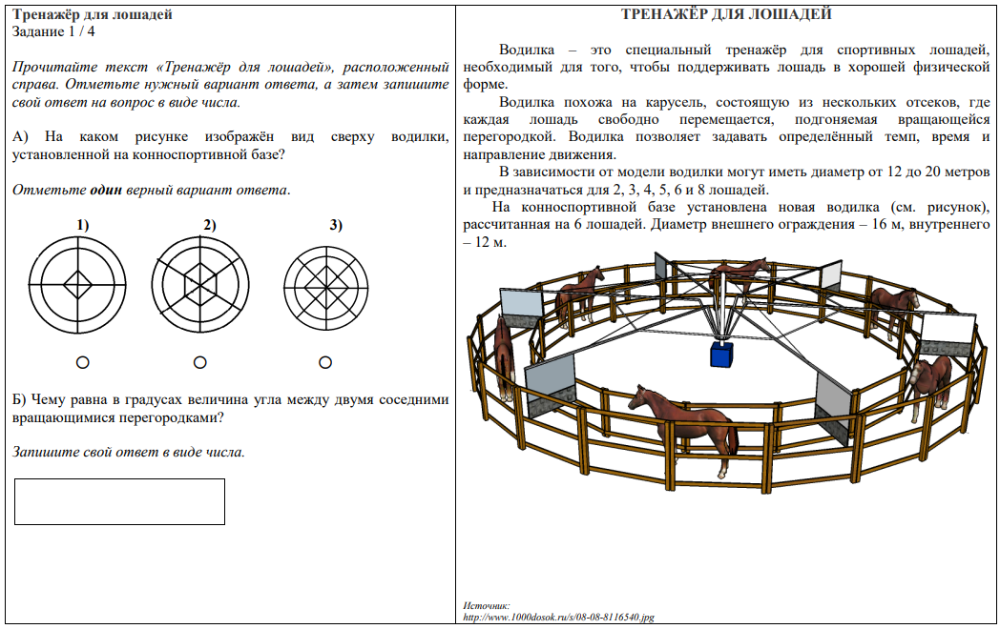 Тренажёр для лошадей
Задание 1 / 4
Прочитайте текст «Тренажёр для лошадей», расположенный
справа. Отметьте нужный вариант ответа, а затем запишите
свой ответ на вопрос в виде числа.
А) На каком рисунке изображён вид сверху водилки,
установленной на конноспортивной базе?
Отметьте один верный вариант ответа.
1) 2) 3)
Б) Чему равна в градусах величина угла между двумя соседними
вращающимися перегородками?
Запишите свой ответ в виде числа.
ТРЕНАЖЁР ДЛЯ ЛОШАДЕЙ
Водилка – это специальный тренажёр для спортивных лошадей,
необходимый для того, чтобы поддерживать лошадь в хорошей физической
форме.
Водилка похожа на карусель, состоящую из нескольких отсеков, где
каждая лошадь свободно перемещается, подгоняемая вращающейся
перегородкой. Водилка позволяет задавать определённый темп, время и
направление движения.
В зависимости от модели водилки могут иметь диаметр от 12 до 20 метров
и предназначаться для 2, 3, 4, 5, 6 и 8 лошадей.
На конноспортивной базе установлена новая водилка (см. рисунок),
рассчитанная на 6 лошадей. Диаметр внешнего ограждения – 16 м, внутреннего
– 12 м.
Источник:
http://www.1000dosok.ru/s/08-08-8116540.jpg